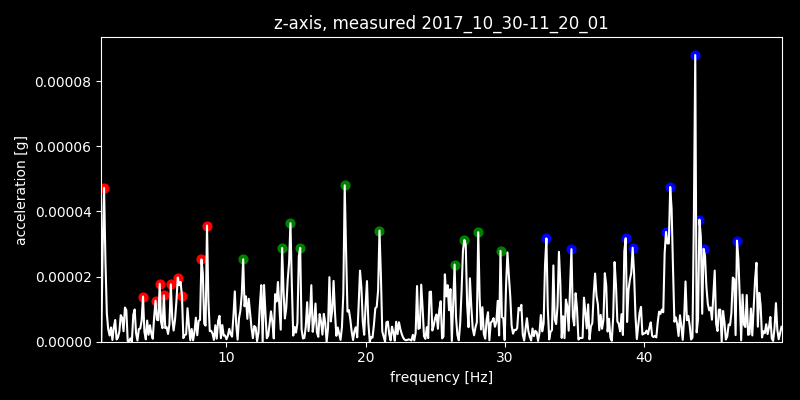 z-axis, measured 2017_10_30-11_20_01
0.00008
0.00006
0.00004
0.00002
0.00000
acceleration [g]
10 20 30 40
frequency [Hz]